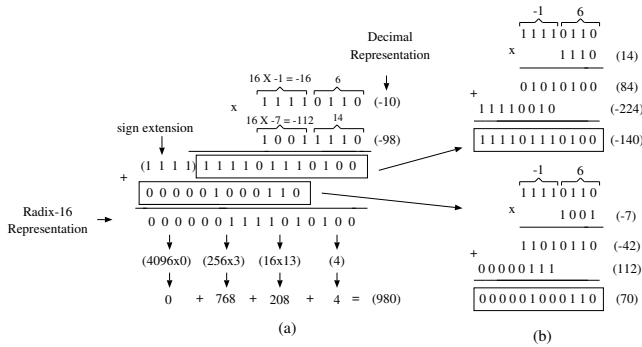 Decimal
Representation
16 X -1 = -16 6
1 1 1 1 0 1 1 0 (-10)
x
16 X -7 = -112 14
1 0 0 1 1 1 1 0 (-98)
sign extension
(1 1 1 1) 1 1 1 1 0 1 1 1 0 1 0 0
+
0 0 0 0 0 1 0 0 0 1 1 0
Radix-16
Representation
0 0 0 0 0 0 1 1 1 1 0 1 0 1 0 0
(4096x0) (256x3) (16x13) (4)
0 + 768 + 208 + 4 = (980)
(a)
-1 6
1 1 1 1 0 1 1 0
x 1 1 1 0 (14)
0 1 0 1 0 1 0 0 (84)
+
1 1 1 1 0 0 1 0 (-224)
1 1 1 1 0 1 1 1 0 1 0 0 (-140)
-1 6
1 1 1 1 0 1 1 0
x 1 0 0 1 (-7)
1 1 0 1 0 1 1 0 (-42)
+
0 0 0 0 0 1 1 1 (112)
0 0 0 0 0 1 0 0 0 1 1 0 (70)
(b)